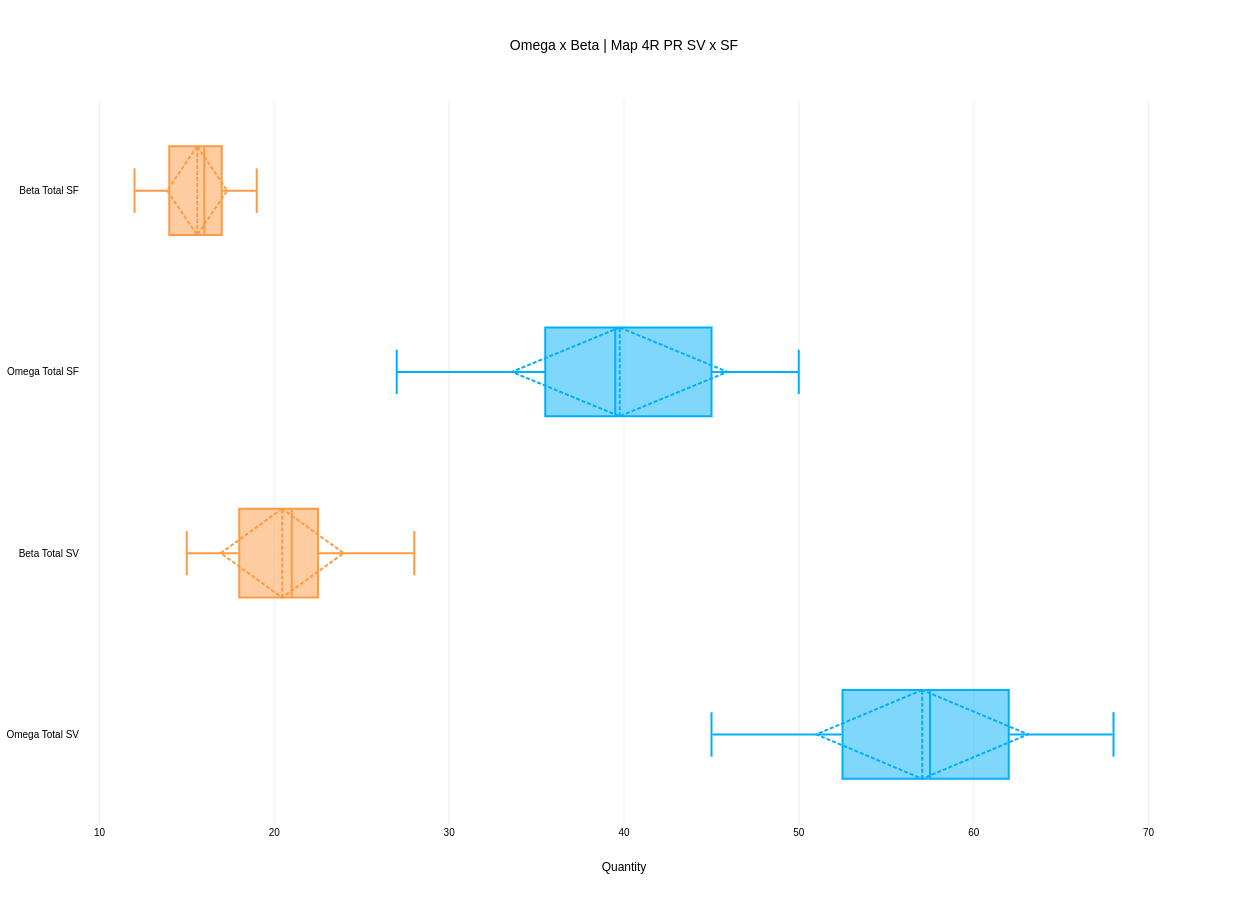 Omega x Beta | Map 4R PR SV x SF
Beta Total SF
Omega Total SF
Beta Total SV
Omega Total SV
10 20 30 40 50 60 70
Quantity